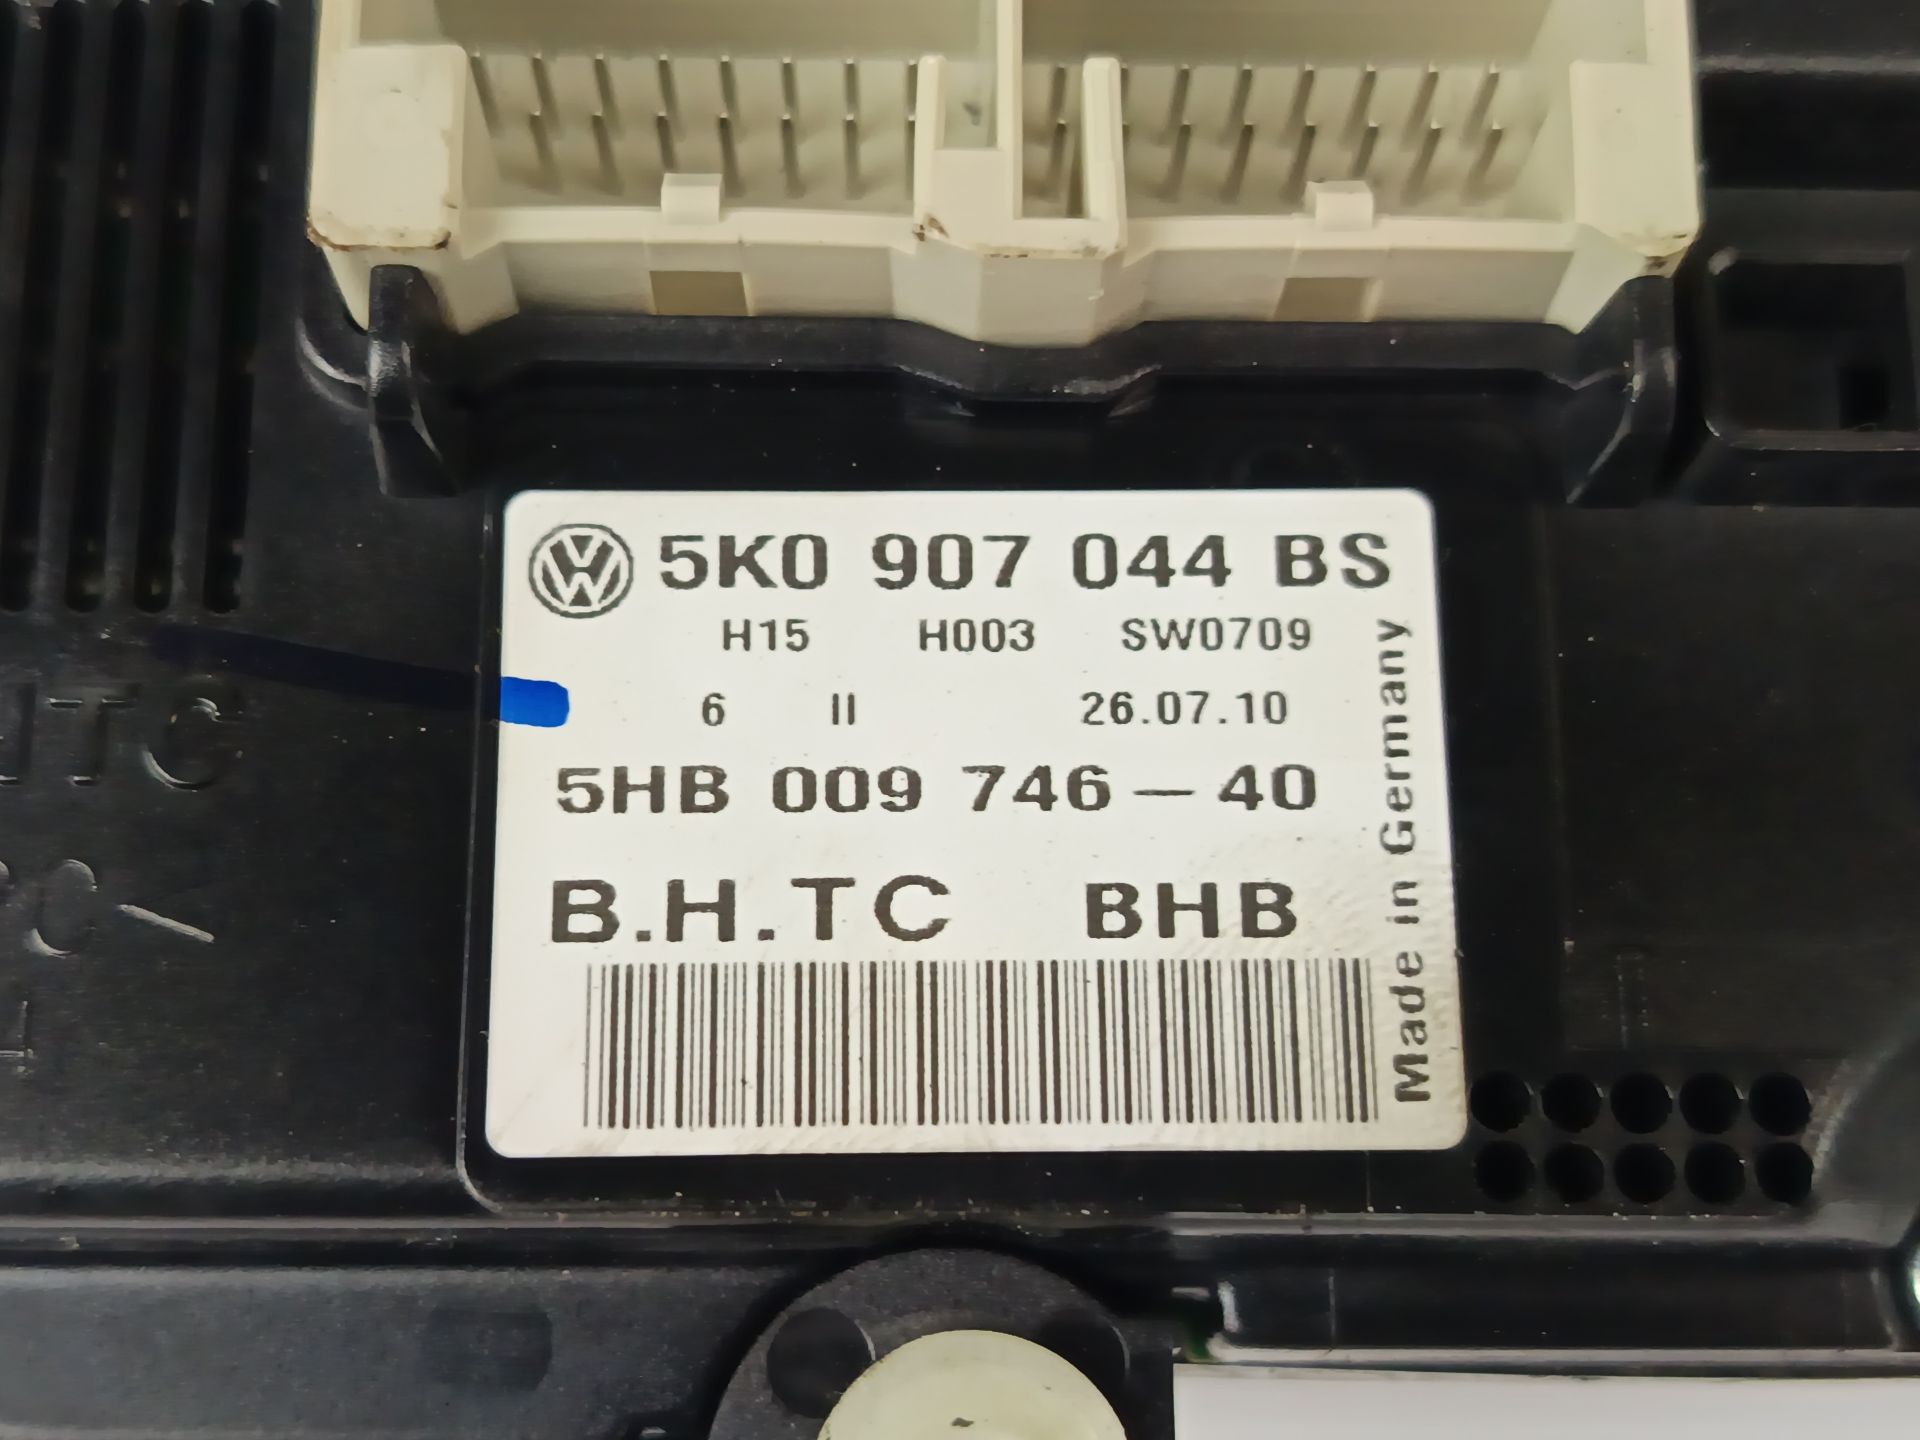 5K0 907 044 BS
H15 H003 SW0709
6 II 26.07.10
5HB 009 746-40
B.H.TC BHB
Made in Germany